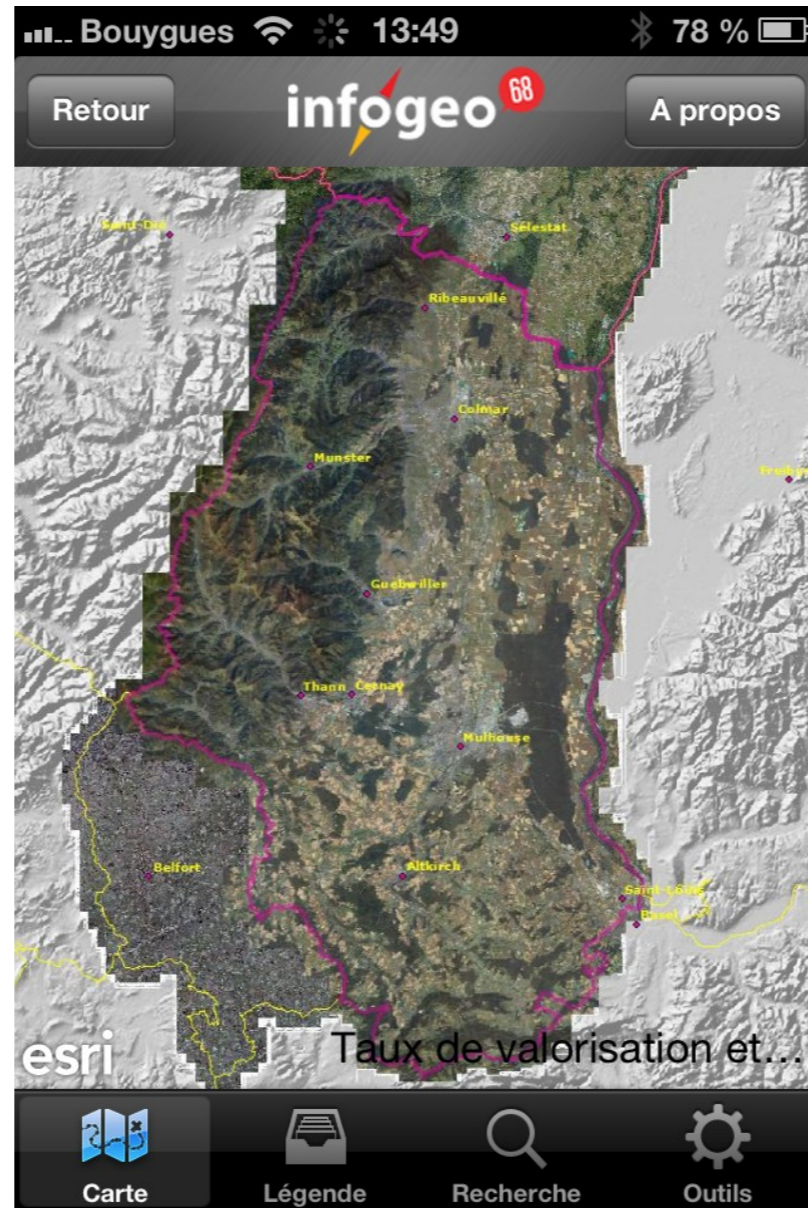 Bouygues 13:49 78 %
Retour infogeo 68 A propos
Saint-Dié
Sélestat
Ribeauvillé
Colmar
Munster
Guebwiller
Thann Cernay
Mulhouse
Belfort
Altkirch
Saint-Louis
Basel
esri
Taux de valorisation et...
Carte Légende Recherche Outils